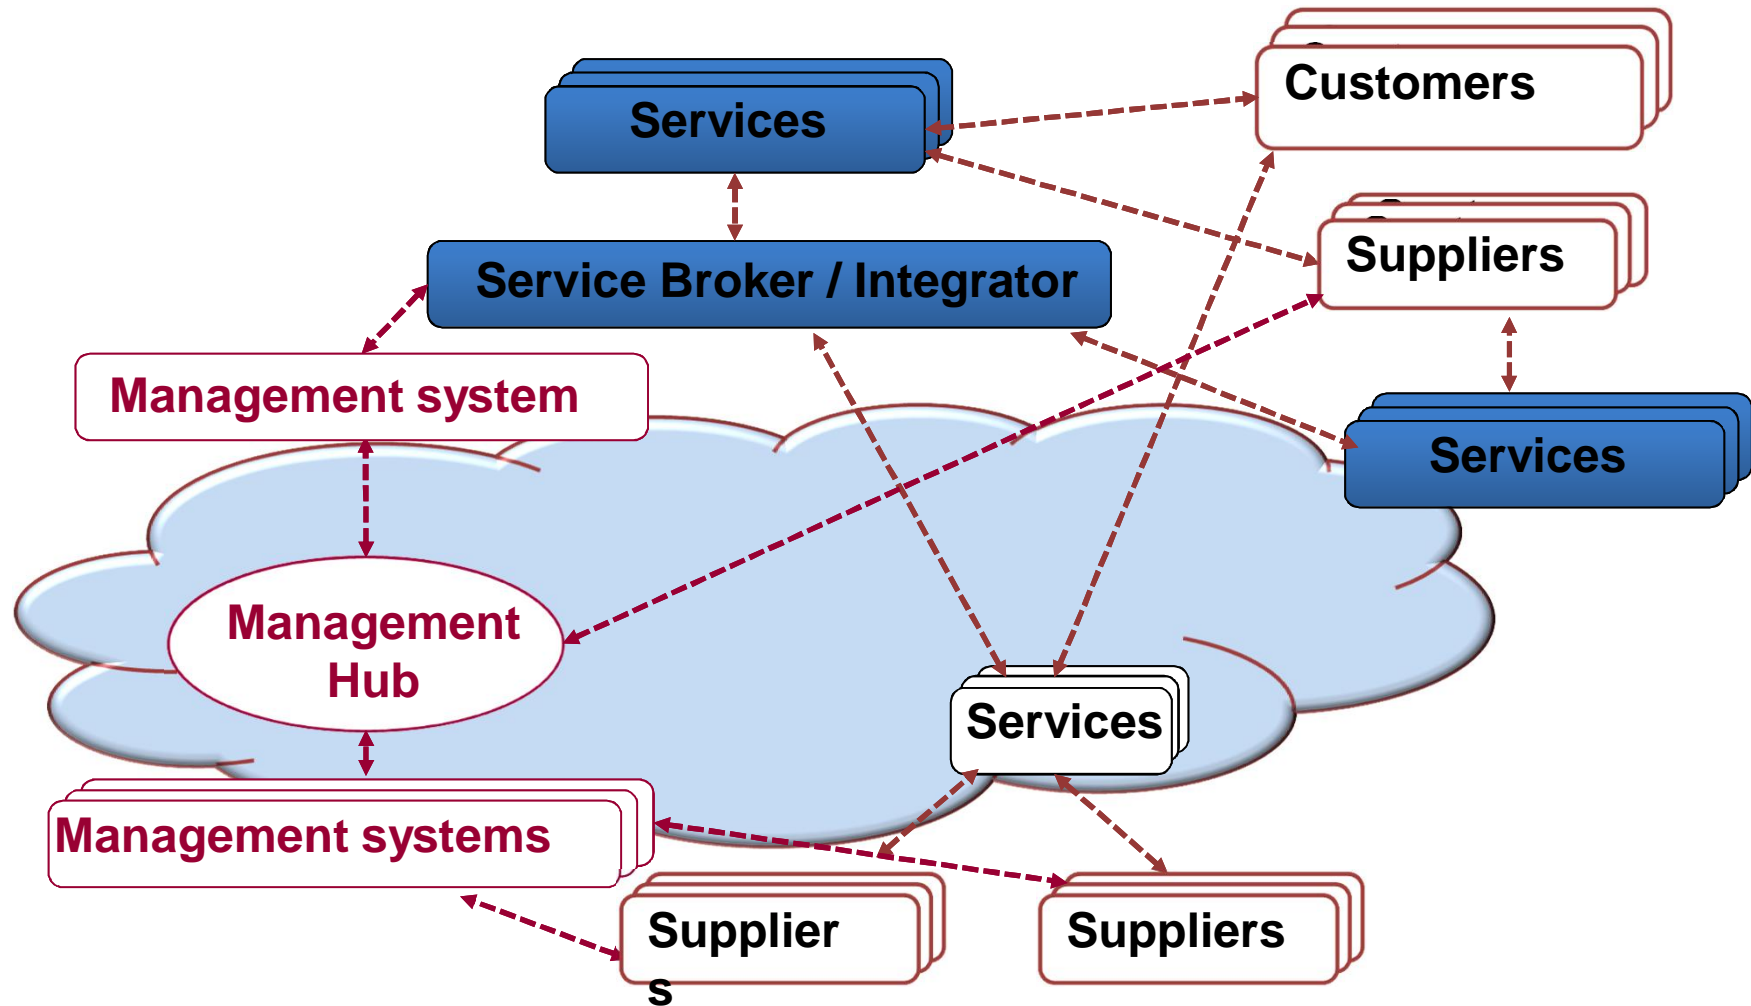 Customers
Services
Suppliers
Service Broker / Integrator
Management system
Services
Management
Hub
Services
Management systems
Supplier
s
Suppliers